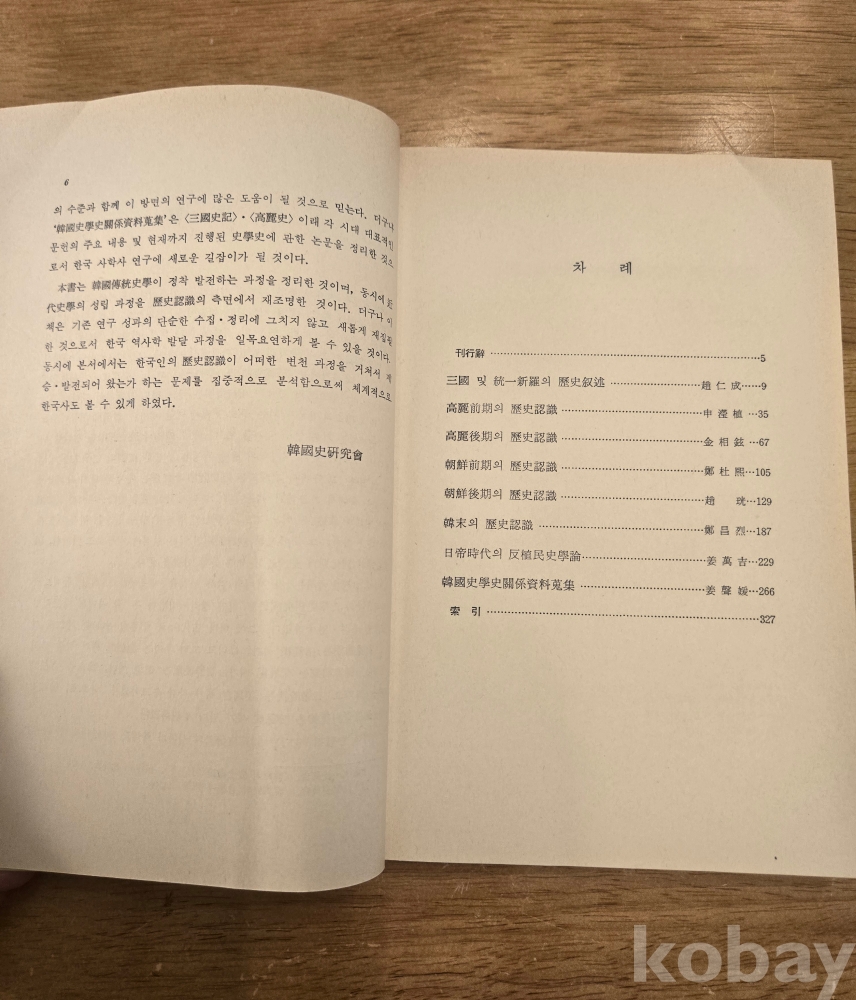 6
의 수준과 함께 이 방면의 연구에 많은 도움이 될 것으로 믿는다. 더구나
'韓國史學史關係資料蒐集'은 〈三國史記〉·〈高麗史〉 이래 각 시대 대표적인
문헌의 주요 내용 및 현재까지 진행된 史學史에 관한 논문을 정리한 것으
로서 한국 사학사 연구에 새로운 길잡이가 될 것이다.
本書는 韓國傳統史學이 정착 발전하는 과정을 정리한 것이며, 동시에 近
代史學의 성립 과정을 歷史認識의 측면에서 재조명한 것이다. 더구나 이
책은 기존 연구 성과의 단순한 수집·정리에 그치지 않고 새롭게 재집필
한 것으로서 한국 역사학 발달 과정을 일목요연하게 볼 수 있을 것이다.
동시에 본서에서는 한국인의 歷史認識이 어떠한 변천 과정을 거쳐서 계
승·발전되어 왔는가 하는 문제를 집중적으로 분석함으로써 체계적으로
한국사도 볼 수 있게 하였다.
韓國史硏究會
차 례
刊行辭 ………5
三國 및 統一新羅의 歷史叙述 ………趙仁成…9
高麗前期의 歷史認識 ………申瀅植…35
高麗後期의 歷史認識 ………金相鉉…67
朝鮮前期의 歷史認識 ………鄭杜熙…105
朝鮮後期의 歷史認識 ………趙 珖…129
韓末의 歷史認識 ………鄭昌烈…187
日帝時代의 反植民史學論 ………姜萬吉…229
韓國史學史關係資料蒐集 ………姜聲媛…266
索 引 ………327
kobay